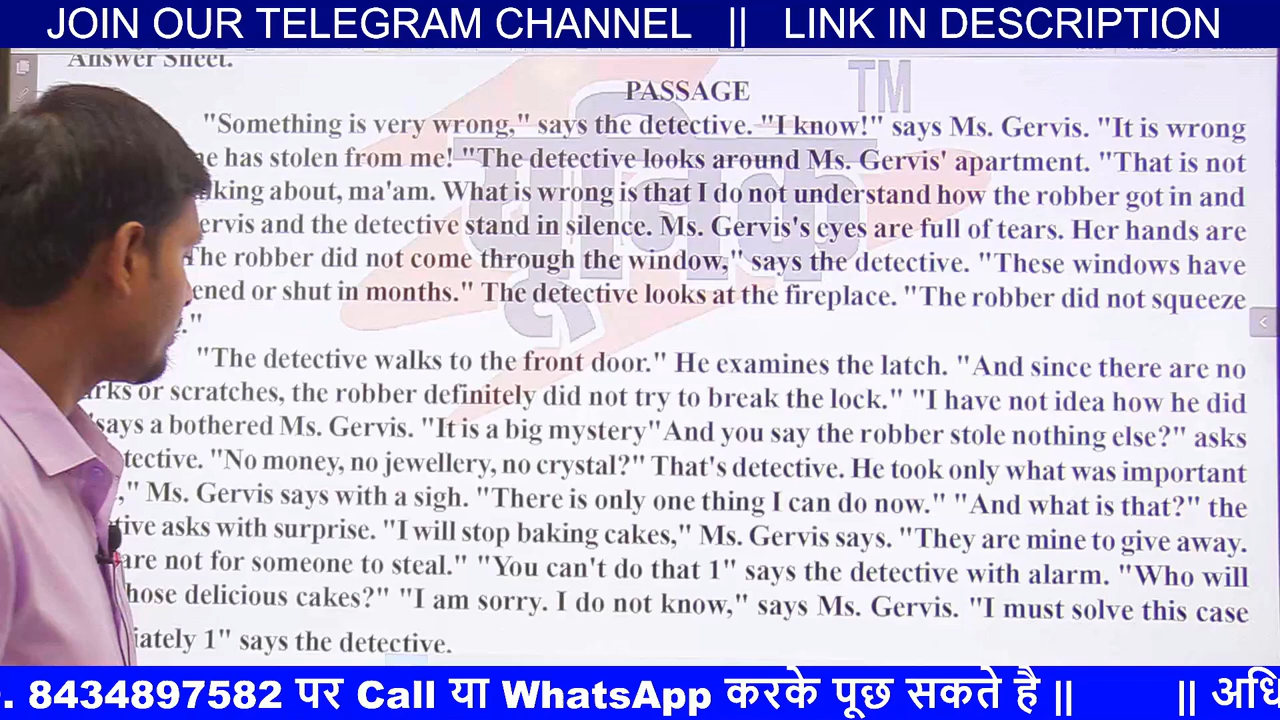 JOIN OUR TELEGRAM CHANNEL || LINK IN DESCRIPTION
Answer Sheet.
TM
PASSAGE
"Something is very wrong," says the detective. "I know!" says Ms. Gervis. "It is wrong
has stolen from me! "The detective looks around Ms. Gervis' apartment. "That is not
about, ma'am. What is wrong is that I do not understand how the robber got in and
and the detective stand in silence. Ms. Gervis's eyes are full of tears. Her hands are
The robber did not come through the window," says the detective. "These windows have
or shut in months." The detective looks at the fireplace. "The robber did not squeeze
."
"The detective walks to the front door." He examines the latch. "And since there are no
or scratches, the robber definitely did not try to break the lock." "I have not idea how he did
says a bothered Ms. Gervis. "It is a big mystery"And you say the robber stole nothing else?" asks
"No money, no jewellery, no crystal?" That's detective. He took only what was important
," Ms. Gervis says with a sigh. "There is only one thing I can do now." "And what is that?" the
asks with surprise. "I will stop baking cakes," Ms. Gervis says. "They are mine to give away.
are not for someone to steal." "You can't do that 1" says the detective with alarm. "Who will
delicious cakes?" "I am sorry. I do not know," says Ms. Gervis. "I must solve this case
1" says the detective.
. 8434897582 पर Call या WhatsApp करके पूछ सकते है || ||